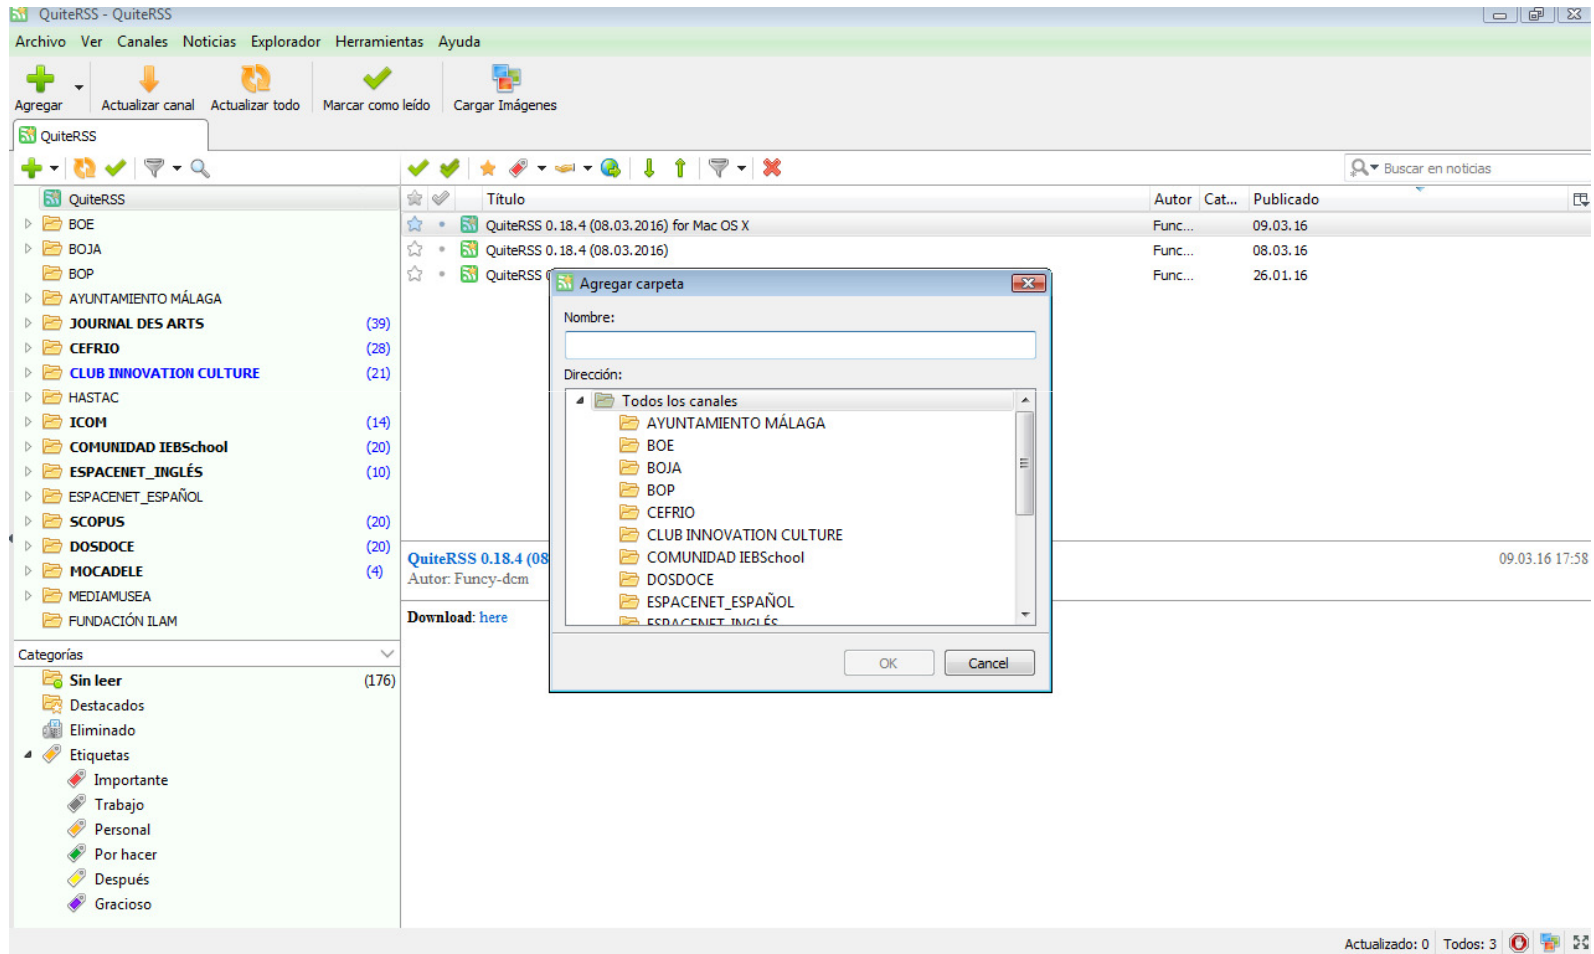 QuiteRSS - QuiteRSS
Archivo Ver Canales Noticias Explorador Herramientas Ayuda
Agregar Actualizar canal Actualizar todo Marcar como leído Cargar Imágenes
QuiteRSS
Buscar en noticias
QuiteRSS
BOE
BOJA
BOP
AYUNTAMIENTO MÁLAGA
JOURNAL DES ARTS (39)
CEFRIO (28)
CLUB INNOVATION CULTURE (21)
HASTAC
ICOM (14)
COMUNIDAD IEBSchool (20)
ESPACENET_INGLÉS (10)
ESPACENET_ESPAÑOL
SCOPUS (20)
DOSDOCE (20)
MOCADELE (4)
MEDIAMUSEA
FUNDACIÓN ILAM
Categorías
Sin leer (176)
Destacados
Eliminado
Etiquetas
Importante
Trabajo
Personal
Por hacer
Después
Gracioso
Título Autor Cat... Publicado
QuiteRSS 0.18.4 (08.03.2016) for Mac OS X Func... 09.03.16
QuiteRSS 0.18.4 (08.03.2016) Func... 08.03.16
QuiteRSS Func... 26.01.16
Agregar carpeta
Nombre:
Dirección:
Todos los canales
AYUNTAMIENTO MÁLAGA
BOE
BOJA
BOP
CEFRIO
CLUB INNOVATION CULTURE
COMUNIDAD IEBSchool
DOSDOCE
ESPACENET_ESPAÑOL
ESPACENET_INGLÉS
OK Cancel
QuiteRSS 0.18.4 (08 09.03.16 17:58
Autor: Funcy-dcm
Download: here
Actualizado: 0 Todos: 3